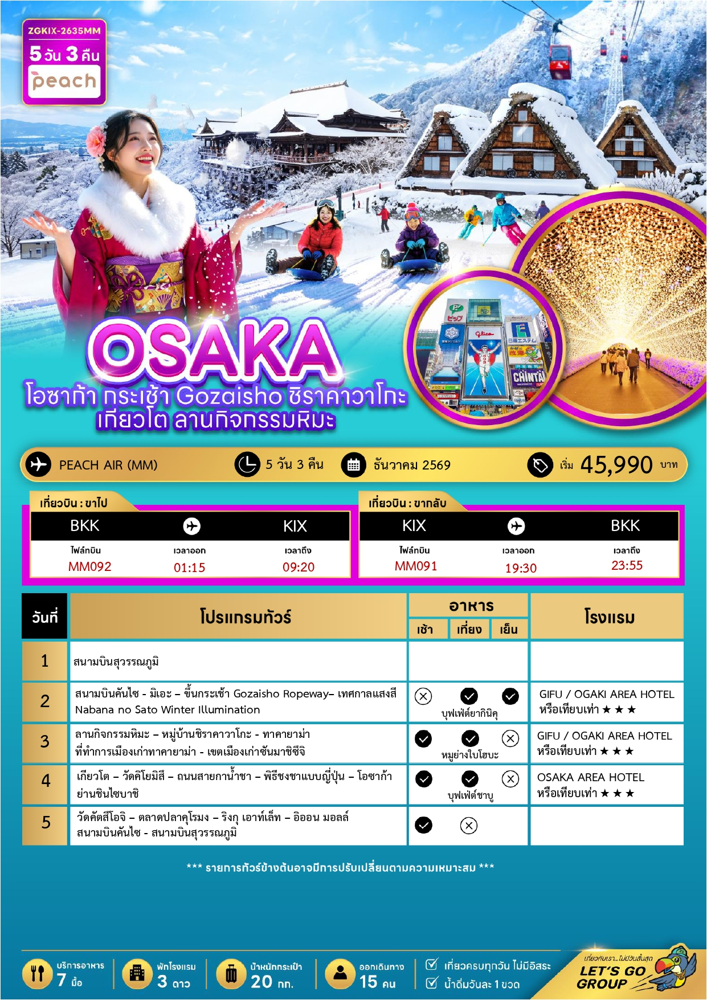 ZGKIX-2635MM
5 วัน 3 คืน
peach
ピップ
glico
グリコ
CHINTAI
OSAKA
โอซาก้า กระเช้า Gozaisho ชิราคาวาโกะ
เกียวโต ลานกิจกรรมหิมะ
PEACH AIR (MM)
5 วัน 3 คืน
ธันวาคม 2569
เริ่ม 45,990 บาท
เที่ยวบิน : ขาไป
BKK KIX
ไฟล์ทบิน เวลาออก เวลาถึง
MM092 01:15 09:20
เที่ยวบิน : ขากลับ
KIX BKK
ไฟล์ทบิน เวลาออก เวลาถึง
MM091 19:30 23:55
วันที่ โปรแกรมทัวร์ อาหาร โรงแรม
เช้า เที่ยง เย็น
1 สนามบินสุวรรณภูมิ
2 สนามบินคันไซ - มิเอะ – ขึ้นกระเช้า Gozaisho Ropeway– เทศกาลแสงสี
Nabana no Sato Winter Illumination
บุฟเฟ่ต์ยากินิคุ
GIFU / OGAKI AREA HOTEL
หรือเทียบเท่า ★ ★ ★
3 ลานกิจกรรมหิมะ – หมู่บ้านชิราคาวาโกะ - ทาคายาม่า
ที่ทำการเมืองเก่าทาคายาม่า - เขตเมืองเก่าซันมาชิซึจิ
หมูย่างใบโฮบะ
GIFU / OGAKI AREA HOTEL
หรือเทียบเท่า ★ ★ ★
4 เกียวโต – วัดคิโยมิสึ – ถนนสายกาน้ำชา – พิธีชงชาแบบญี่ปุ่น – โอซาก้า
ย่านชินไซบาชิ
บุฟเฟ่ต์ชาบู
OSAKA AREA HOTEL
หรือเทียบเท่า ★ ★ ★
5 วัดคัตสึโอจิ – ตลาดปลาคุโรมง – ริงกุ เอาท์เล็ท – อิออน มอลล์
สนามบินคันไซ - สนามบินสุวรรณภูมิ
*** รายการทัวร์ข้างต้นอาจมีการปรับเปลี่ยนตามความเหมาะสม ***
บริการอาหาร
7 มื้อ
พักโรงแรม
3 ดาว
น้ำหนักกระเป๋า
20 กก.
ออกเดินทาง
15 คน
เที่ยวครบทุกวัน ไม่มีอิสระ
น้ำดื่มวันละ 1 ขวด
เที่ยวกับเรา...ไม่มีวันสิ้นสุด
LET'S GO
GROUP